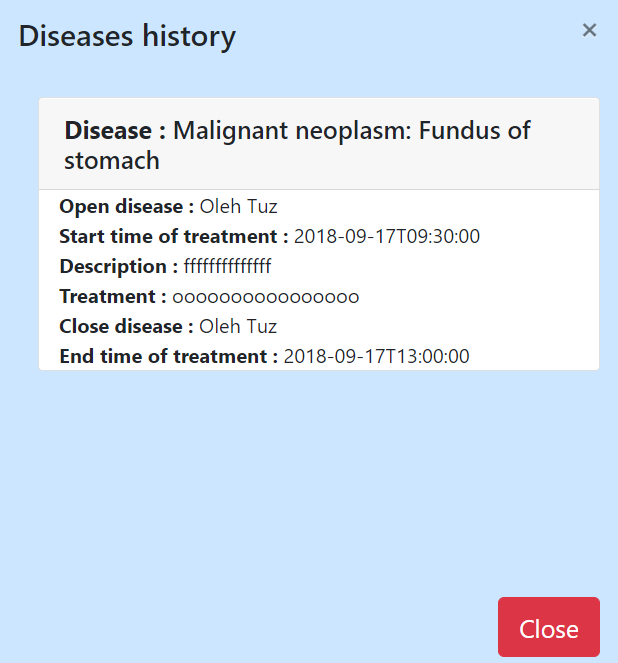 Diseases history
×
Disease : Malignant neoplasm: Fundus of
stomach
Open disease : Oleh Tuz
Start time of treatment : 2018-09-17T09:30:00
Description : ffffffffffffff
Treatment : oooooooooooooooo
Close disease : Oleh Tuz
End time of treatment : 2018-09-17T13:00:00
Close